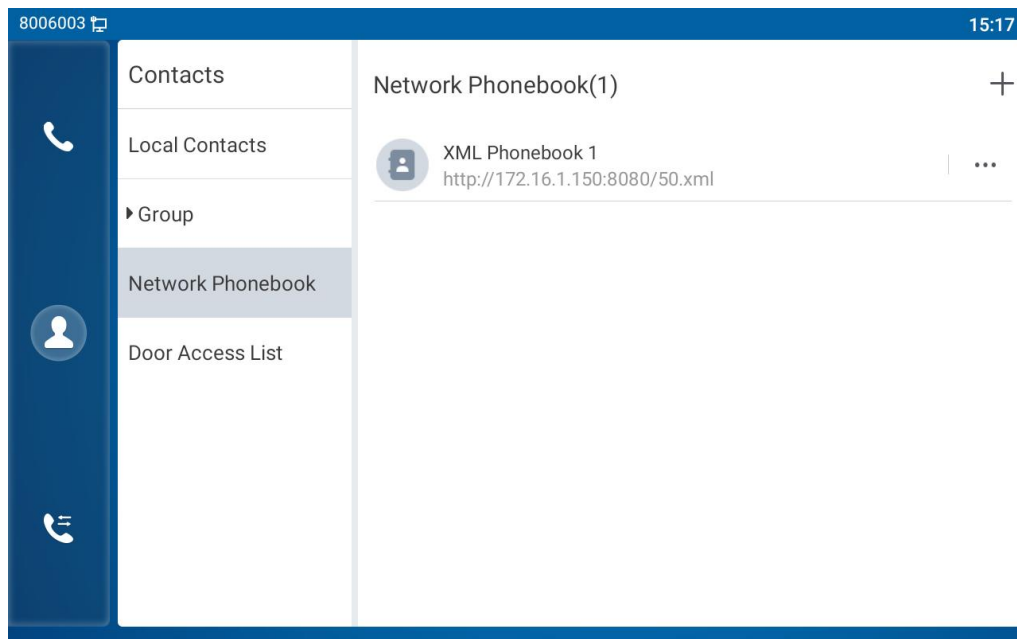 8006003
15:17
Contacts
Local Contacts
Group
Network Phonebook
Door Access List
Network Phonebook(1)
XML Phonebook 1
http://172.16.1.150:8080/50.xml